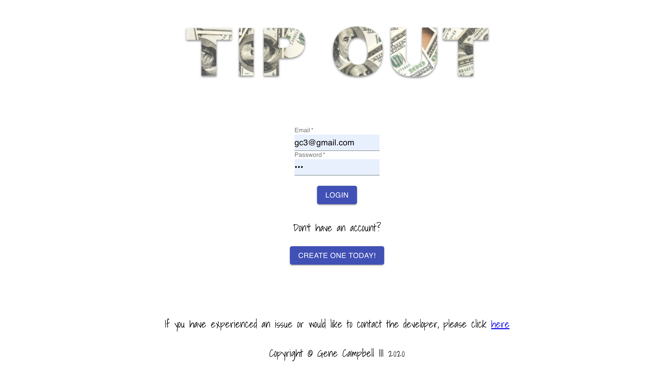 TIP OUT
Email *
gc3@gmail.com
Password *
•••
LOGIN
Don't have an account?
CREATE ONE TODAY!
If you have experienced an issue or would like to contact the developer, please click here
Copyright @ Gene Campbell III 2020